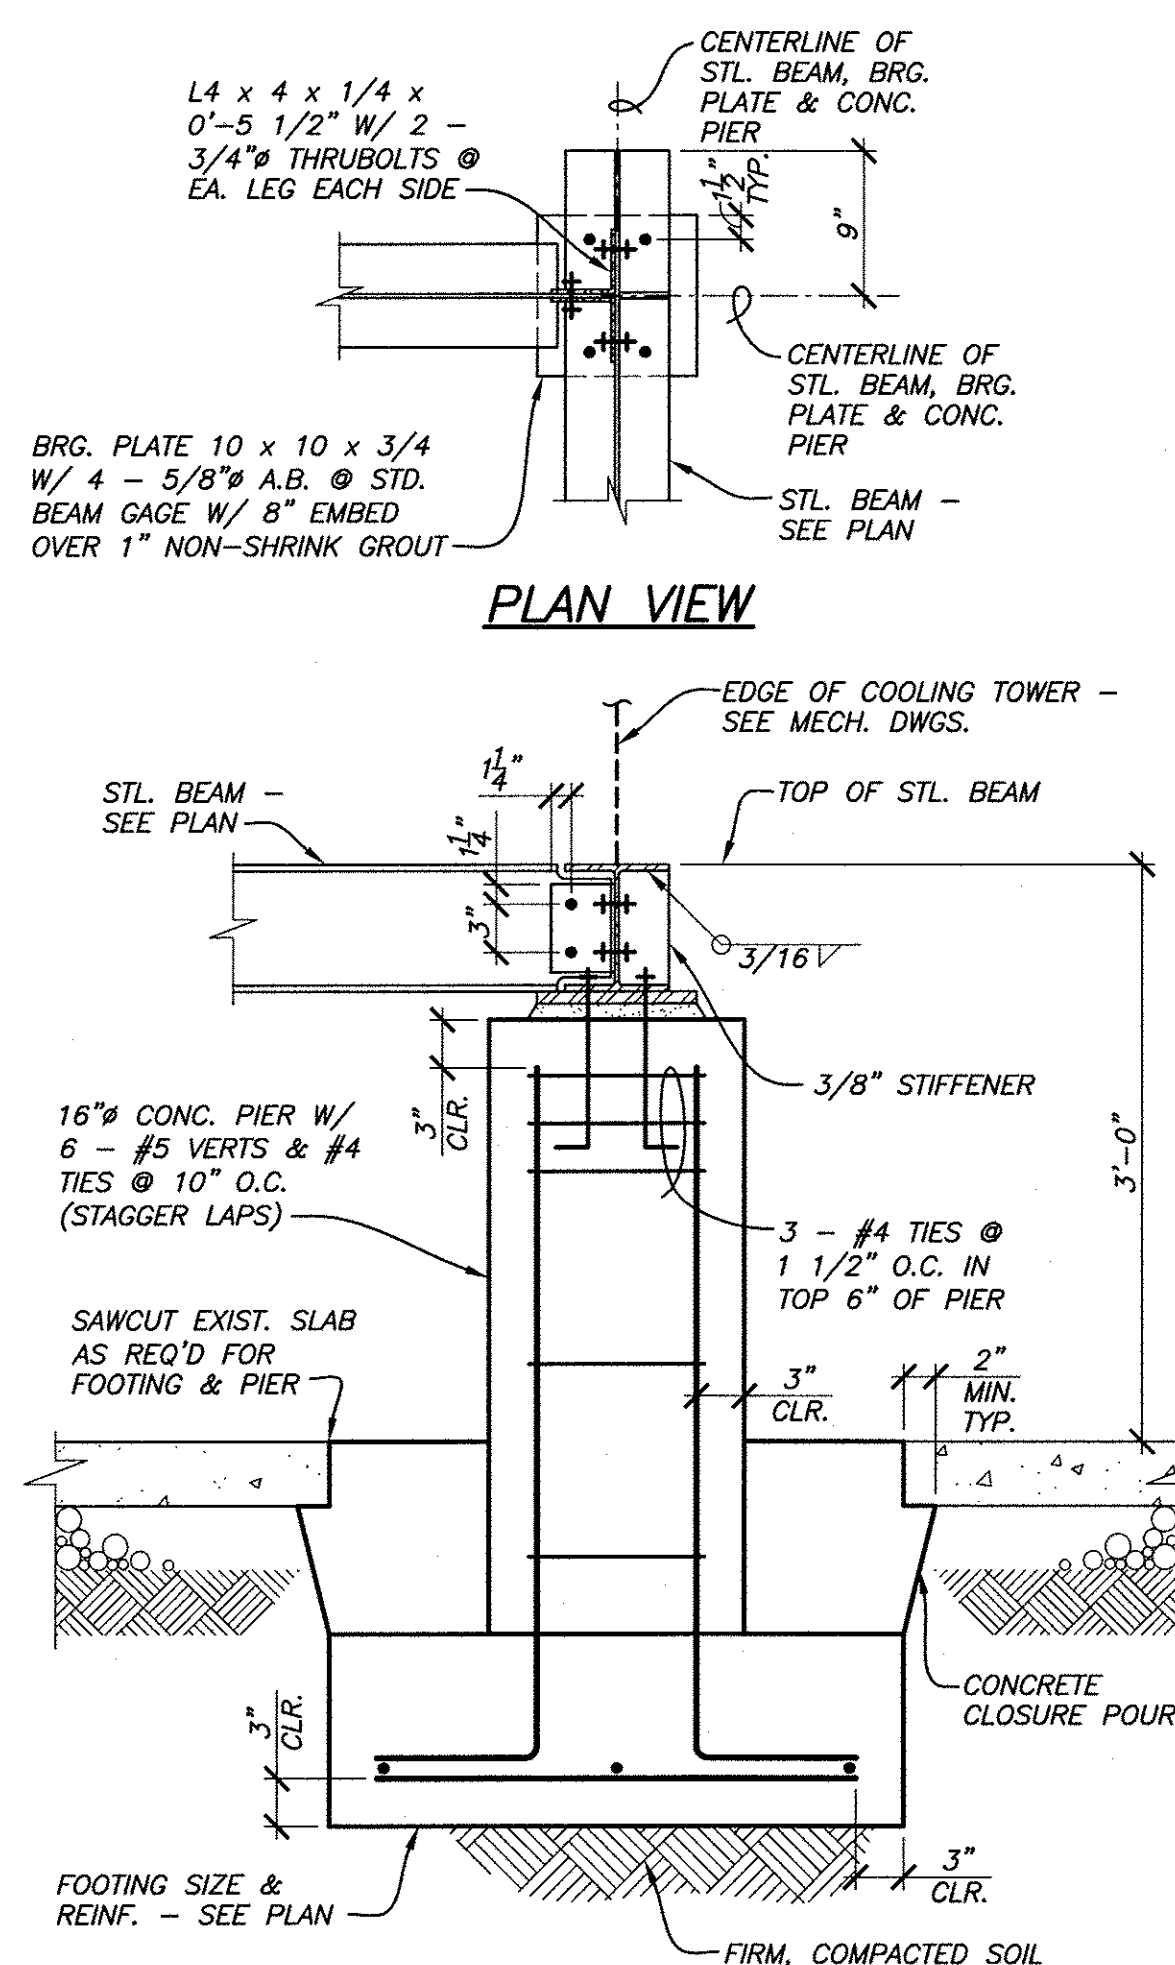 CENTERLINE OF
STL. BEAM, BRG.
PLATE & CONC.
PIER
L4 x 4 x 1/4 x
0'-5 1/2" W/ 2 -
3/4"ø THRUBOLTS @
EA. LEG EACH SIDE
1 1/2"
TYP.
9"
CENTERLINE OF
STL. BEAM, BRG.
PLATE & CONC.
PIER
BRG. PLATE 10 x 10 x 3/4
W/ 4 - 5/8"ø A.B. @ STD.
BEAM GAGE W/ 8" EMBED
OVER 1" NON-SHRINK GROUT
STL. BEAM -
SEE PLAN
PLAN VIEW
EDGE OF COOLING TOWER -
SEE MECH. DWGS.
1 1/4"
STL. BEAM -
SEE PLAN
TOP OF STL. BEAM
1 1/4"
3"
3/16
3/8" STIFFENER
3"
CLR.
16"ø CONC. PIER W/
6 - #5 VERTS & #4
TIES @ 10" O.C.
(STAGGER LAPS)
3'-0"
3 - #4 TIES @
1 1/2" O.C. IN
TOP 6" OF PIER
SAWCUT EXIST. SLAB
AS REQ'D FOR
FOOTING & PIER
3"
CLR.
2"
MIN.
TYP.
CONCRETE
CLOSURE POUR
3"
CLR.
FOOTING SIZE &
REINF. - SEE PLAN
3"
CLR.
FIRM, COMPACTED SOIL